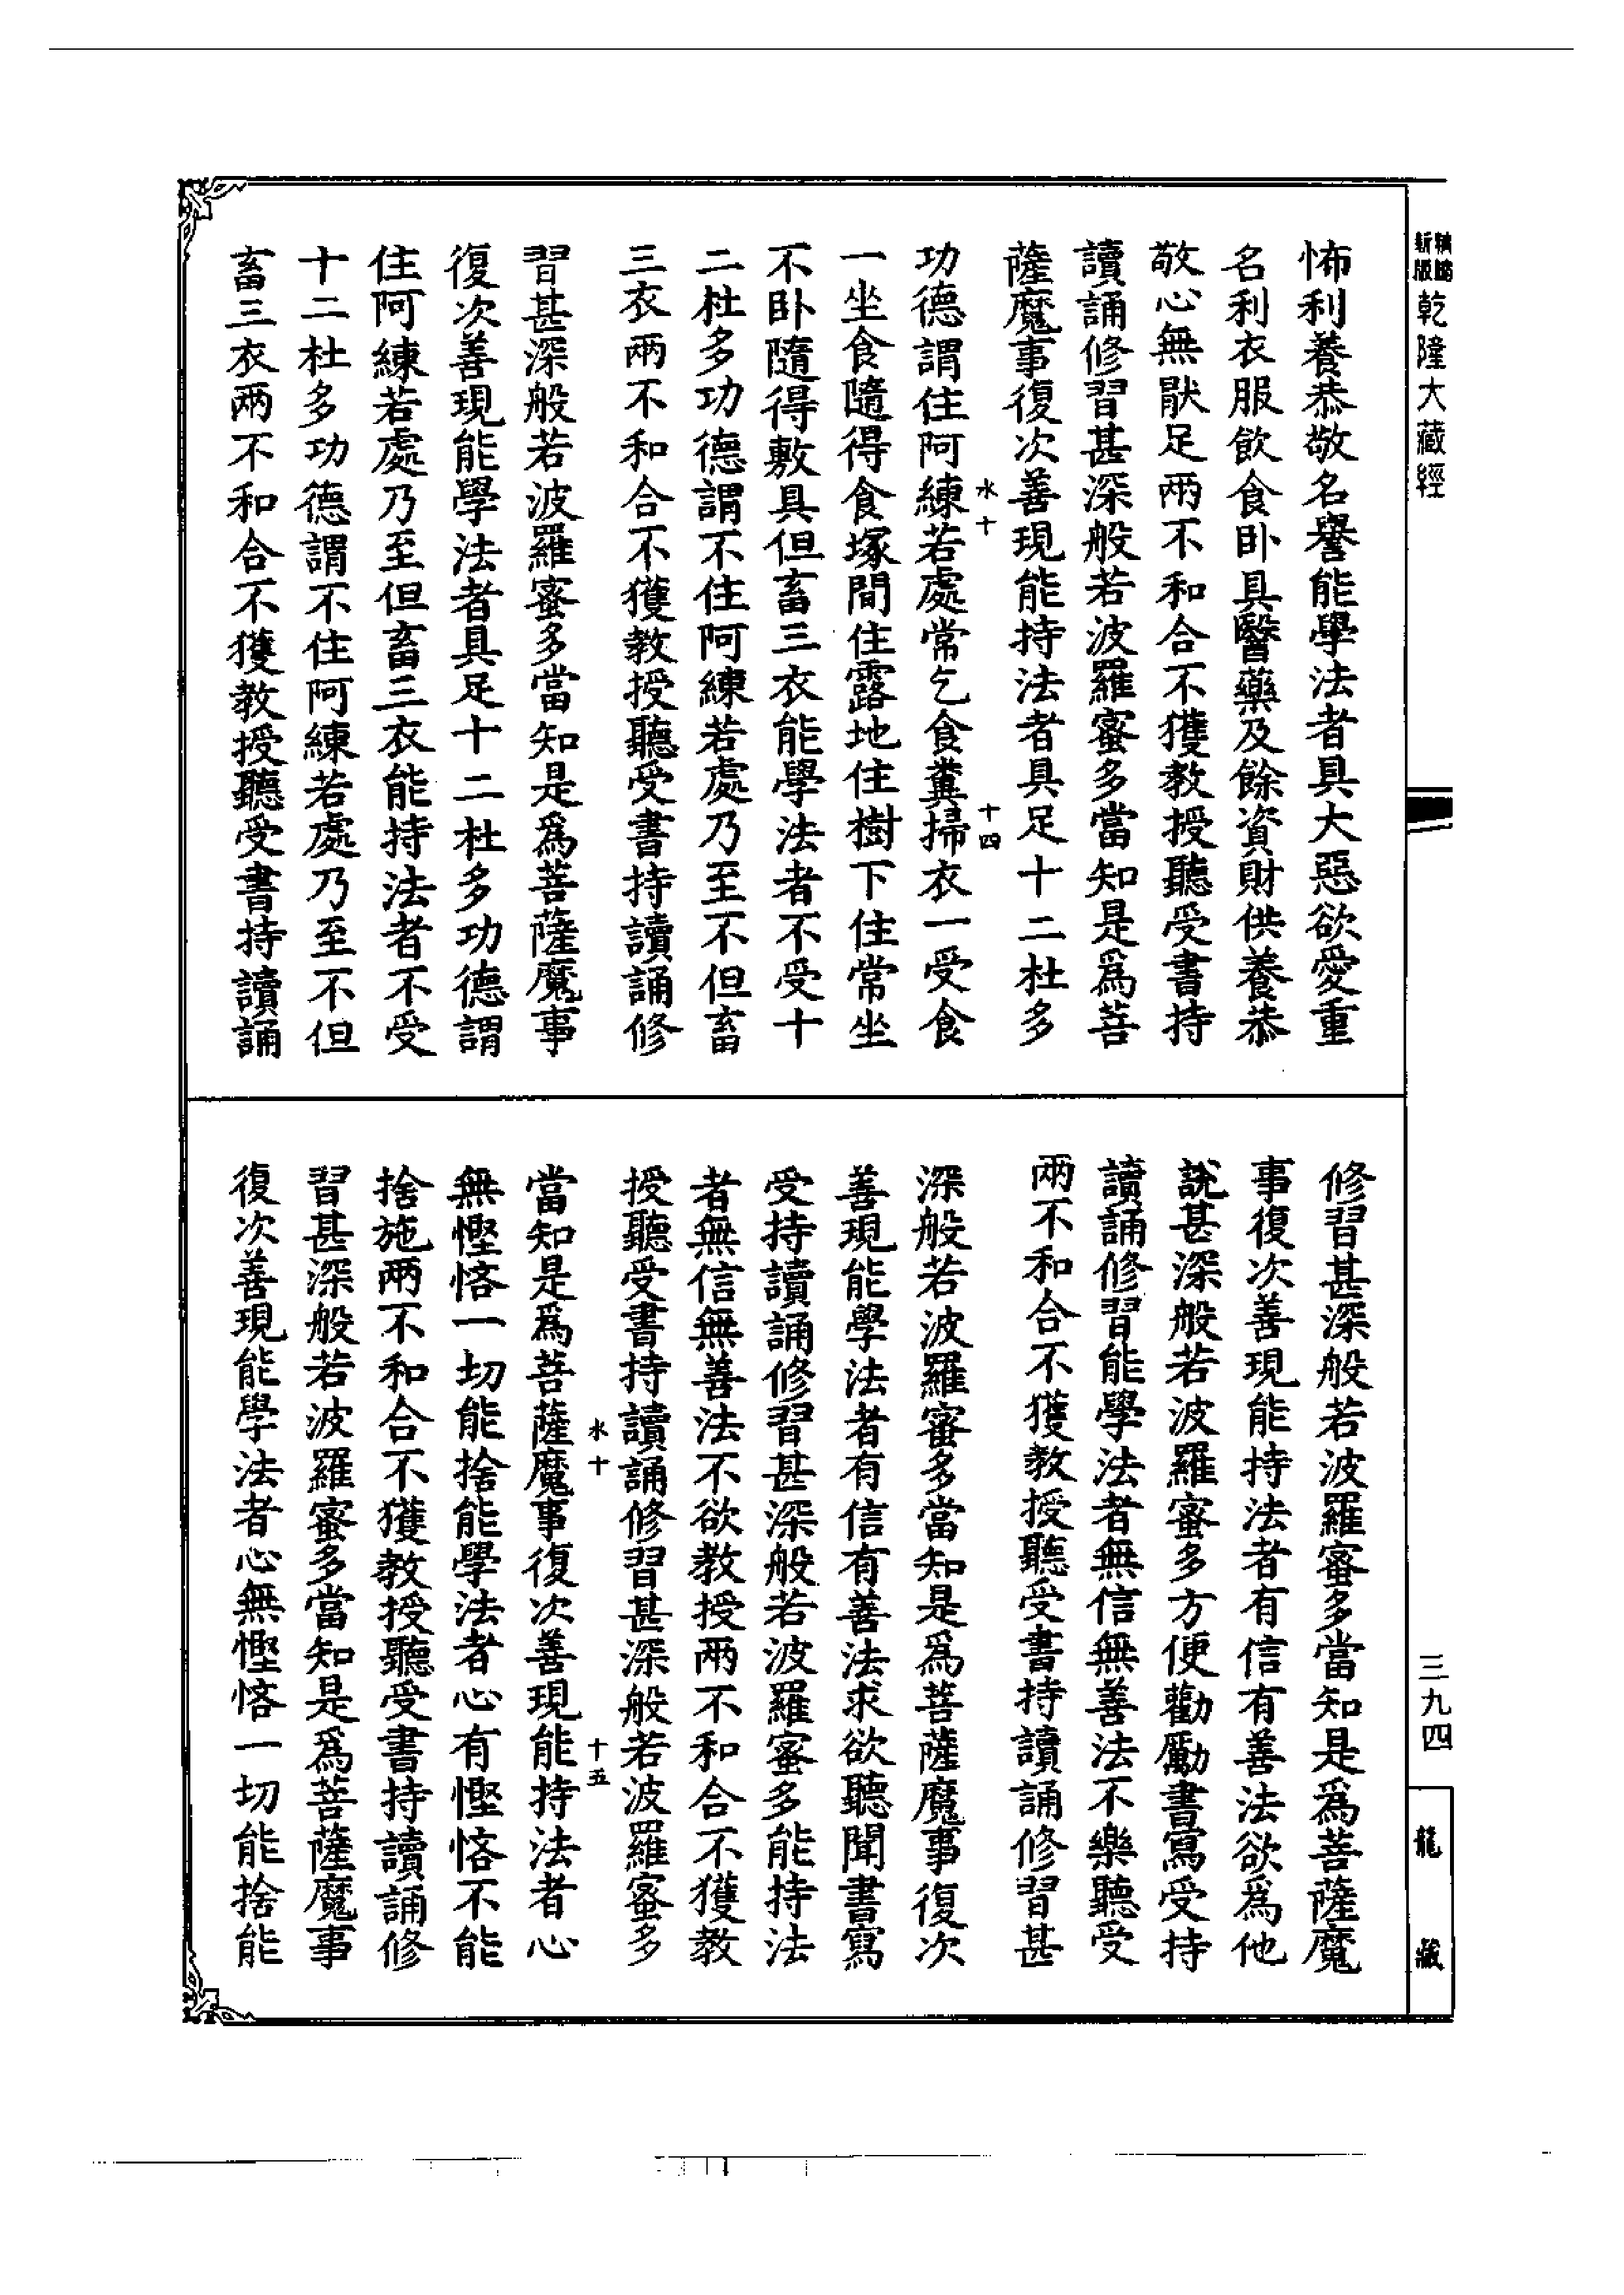 乾隆大藏經
怖利養恭敬名譽能學法者具大惡欲愛重
名利衣服飲食卧具醫藥及餘資財供養恭
敬心無猒足兩不和合不獲教授聽受書持
讀誦修習甚深般若波羅蜜多當知是為菩
薩魔事復次善現能持法者具足十二杜多
水十
十四
功德謂住阿練若處常乞食糞掃衣一受食
一坐食隨得食塚間住露地住樹下住常坐
不卧隨得敷具但畜三衣能學法者不受十
二杜多功德謂不住阿練若處乃至不但畜
三衣兩不和合不獲教授聽受書持讀誦修
習甚深般若波羅蜜多當知是為菩薩魔事
復次善現能學法者具足十二杜多功德謂
住阿練若處乃至但畜三衣能持法者不受
十二杜多功德謂不住阿練若處乃至不但
畜三衣兩不和合不獲教授聽受書持讀誦
修習甚深般若波羅蜜多當知是為菩薩魔
事復次善現能持法者有信有善法欲為他
說甚深般若波羅蜜多方便勸勵書寫受持
讀誦修習能學法者無信無善法不樂聽受
兩不和合不獲教授聽受書持讀誦修習甚
深般若波羅蜜多當知是為菩薩魔事復次
善現能學法者有信有善法求欲聽聞書寫
受持讀誦修習甚深般若波羅蜜多能持法
者無信無善法不欲教授兩不和合不獲教
授聽受書持讀誦修習甚深般若波羅蜜多
水十
十五
當知是為菩薩魔事復次善現能持法者心
無慳悋一切能捨能學法者心有慳悋不能
捨施兩不和合不獲教授聽受書持讀誦修
習甚深般若波羅蜜多當知是為菩薩魔事
復次善現能學法者心無慳悋一切能捨能
三九四
龍藏